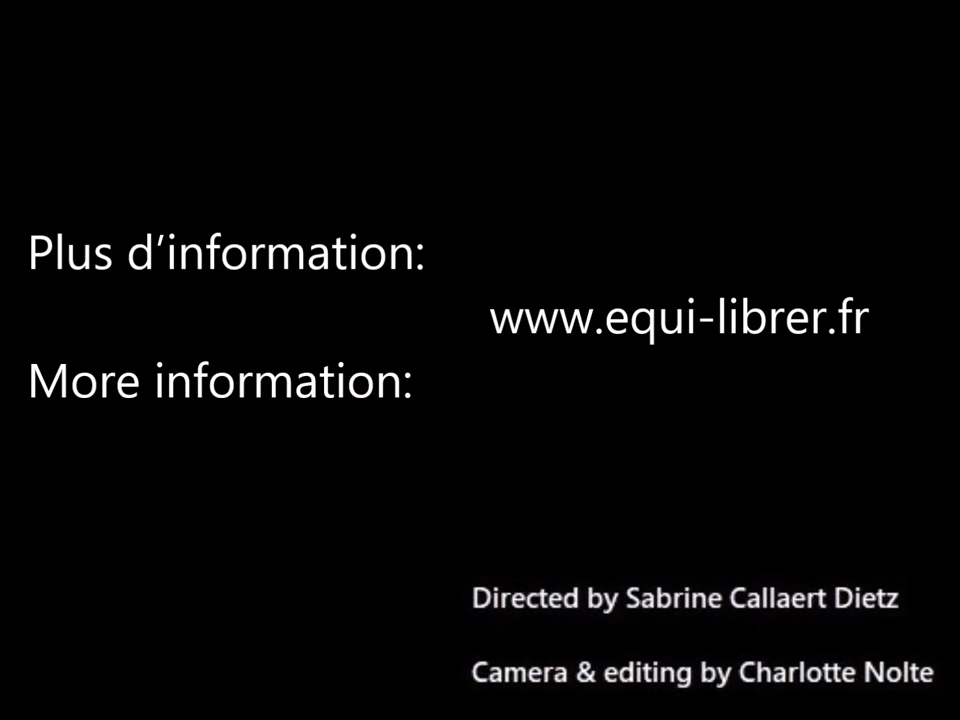 Plus d’information:
www.equi-librer.fr
More information:
Directed by Sabrine Callaert Dietz
Camera & editing by Charlotte Nolte